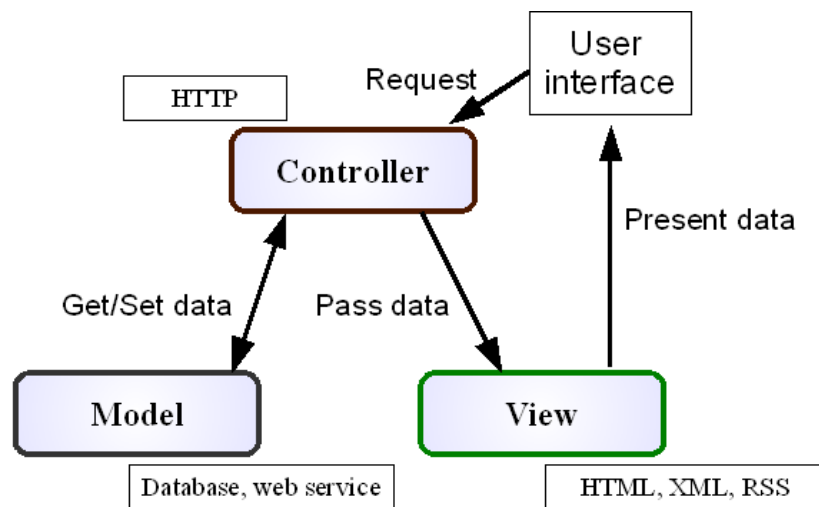 User
interface
Request
HTTP
Controller
Present data
Get/Set data
Pass data
Model
View
Database, web service
HTML, XML, RSS